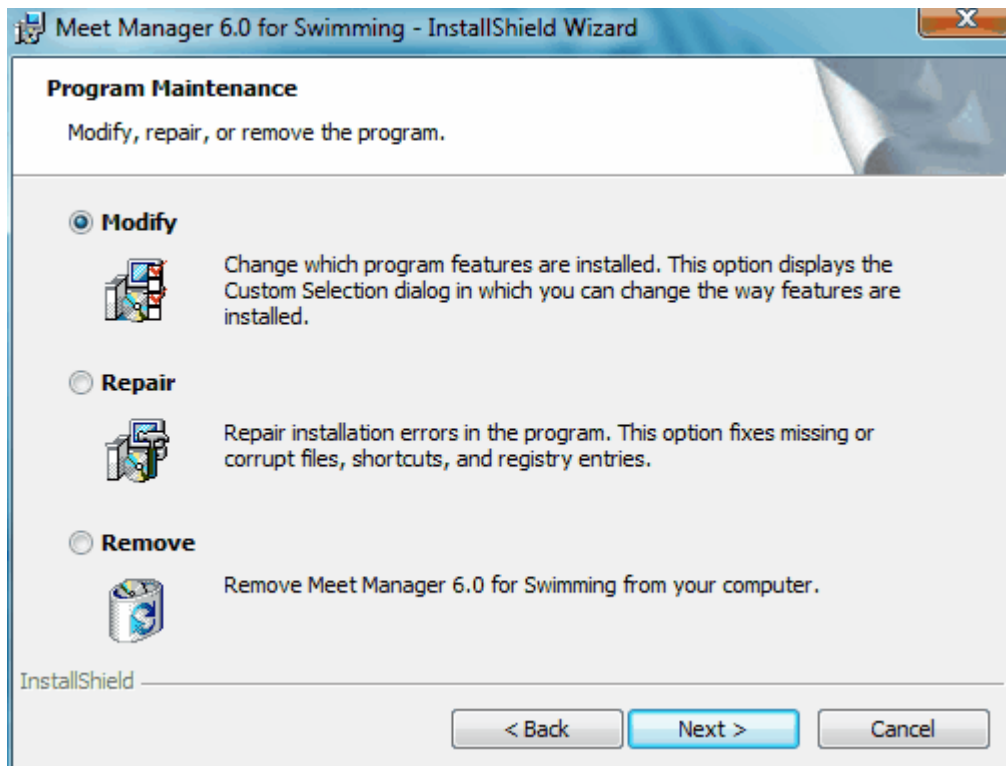 Meet Manager 6.0 for Swimming - InstallShield Wizard
X
Program Maintenance
Modify, repair, or remove the program.
Modify
Change which program features are installed. This option displays the
Custom Selection dialog in which you can change the way features are
installed.
Repair
Repair installation errors in the program. This option fixes missing or
corrupt files, shortcuts, and registry entries.
Remove
Remove Meet Manager 6.0 for Swimming from your computer.
InstallShield
< Back
Next >
Cancel